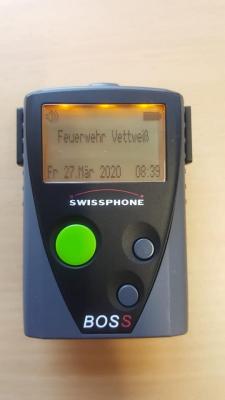 Feuerwehr Vettweiß
Fr 27.Mär 2020 08:39
SWISSPHONE
BOSS